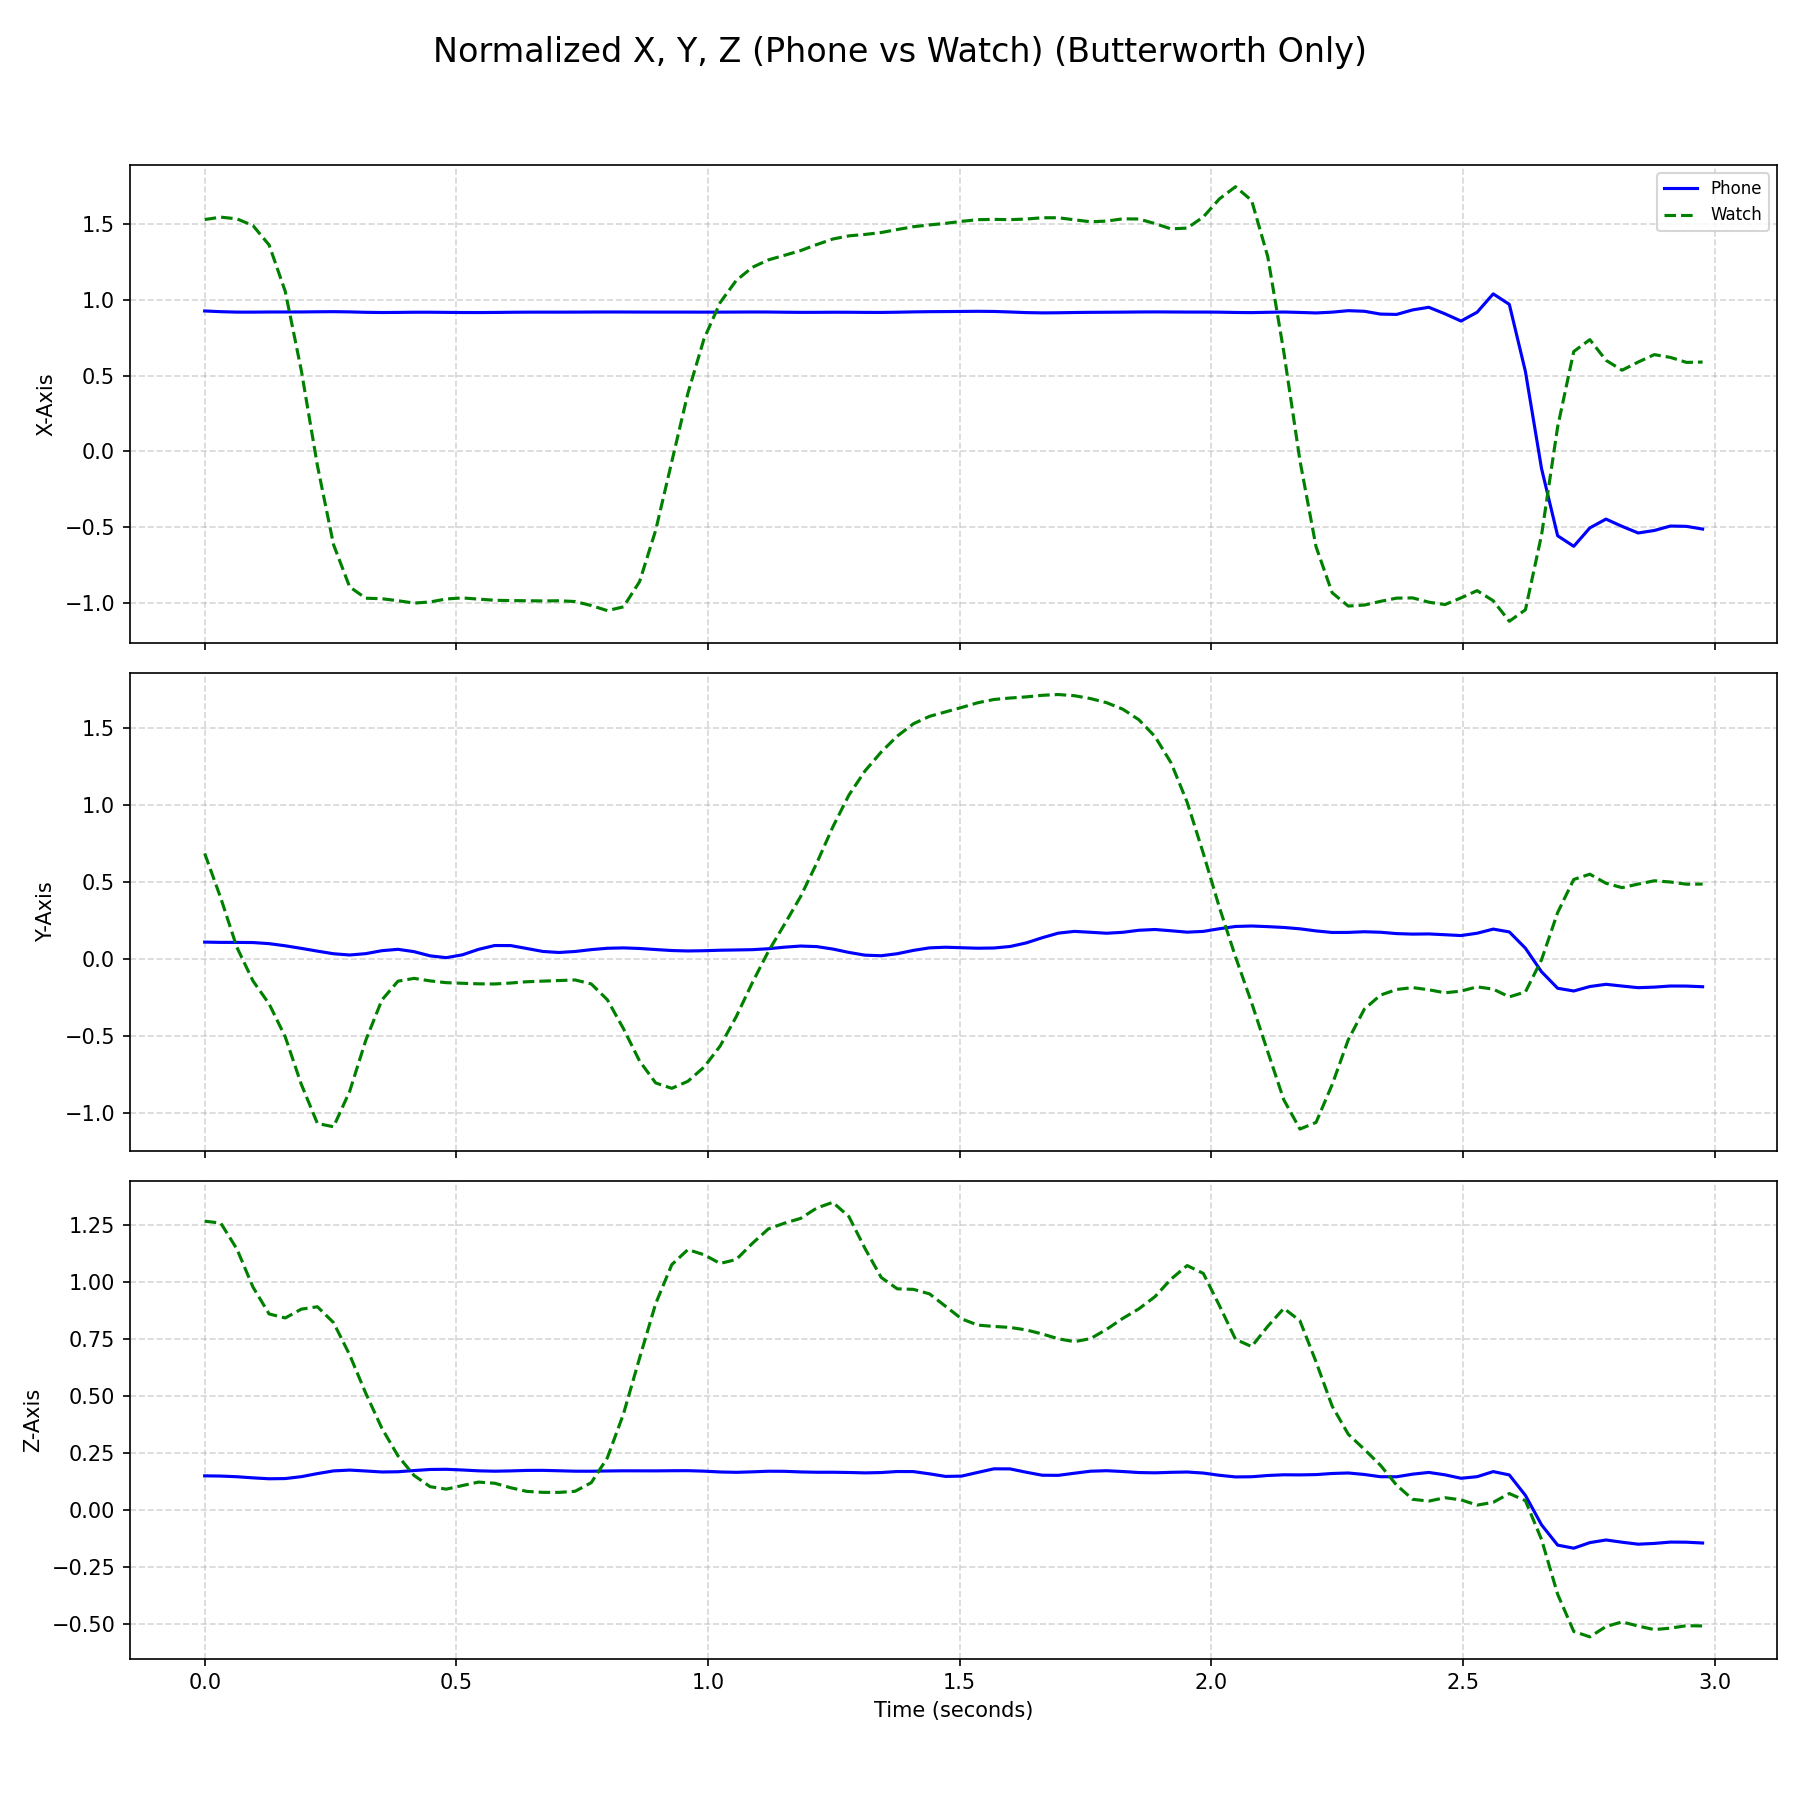 Normalized X, Y, Z (Phone vs Watch) (Butterworth Only)
Phone
Watch
X-Axis
1.5
1.0
0.5
0.0
−0.5
−1.0
Y-Axis
1.5
1.0
0.5
0.0
−0.5
−1.0
Z-Axis
1.25
1.00
0.75
0.50
0.25
0.00
−0.25
−0.50
0.0 0.5 1.0 1.5 2.0 2.5 3.0
Time (seconds)